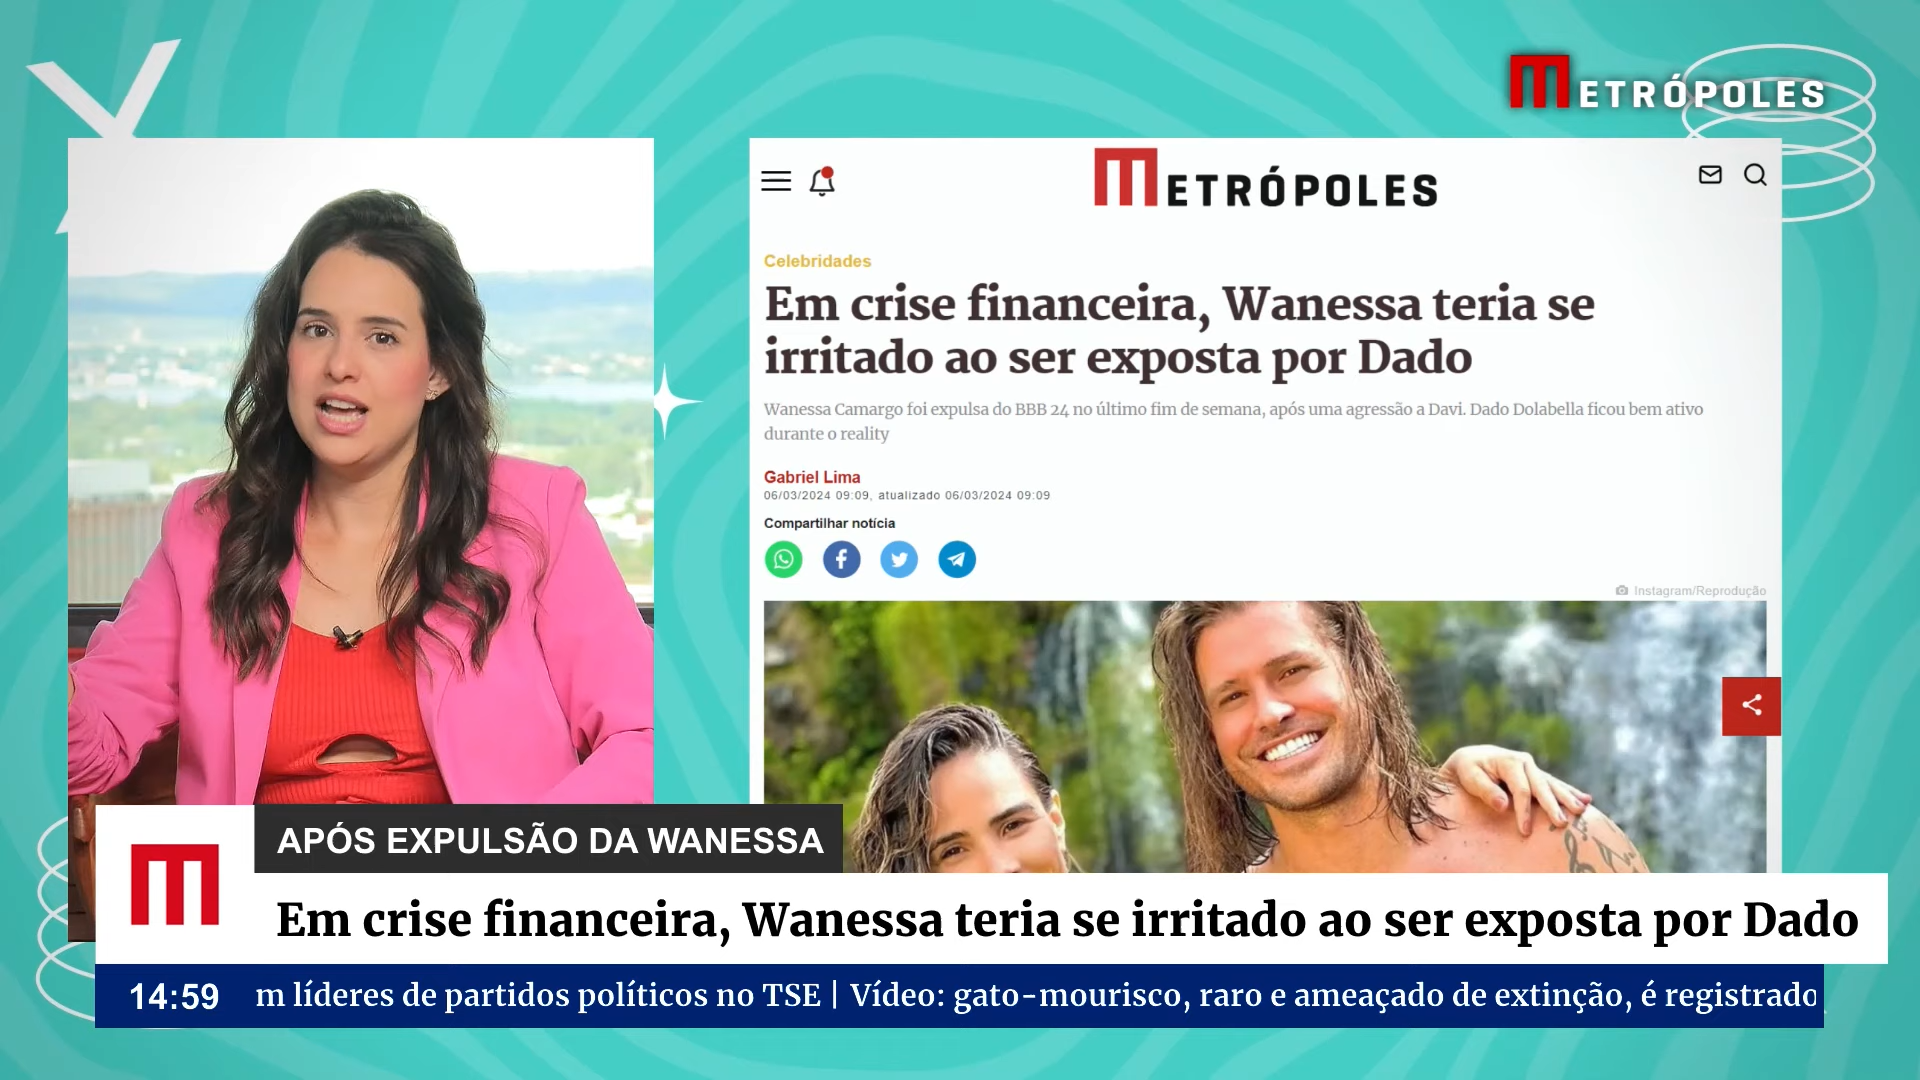 METRÓPOLES
METRÓPOLES
Celebridades
Em crise financeira, Wanessa teria se
irritado ao ser exposta por Dado
Wanessa Camargo foi expulsa do BBB 24 no último fim de semana, após uma agressão a Davi. Dado Dolabella ficou bem ativo
durante o reality
Gabriel Lima
06/03/2024 09:09, atualizado 06/03/2024 09:09
Compartilhar notícia
Instagram/Reprodução
APÓS EXPULSÃO DA WANESSA
M
Em crise financeira, Wanessa teria se irritado ao ser exposta por Dado
14:59
m líderes de partidos políticos no TSE | Vídeo: gato-mourisco, raro e ameaçado de extinção, é registrado